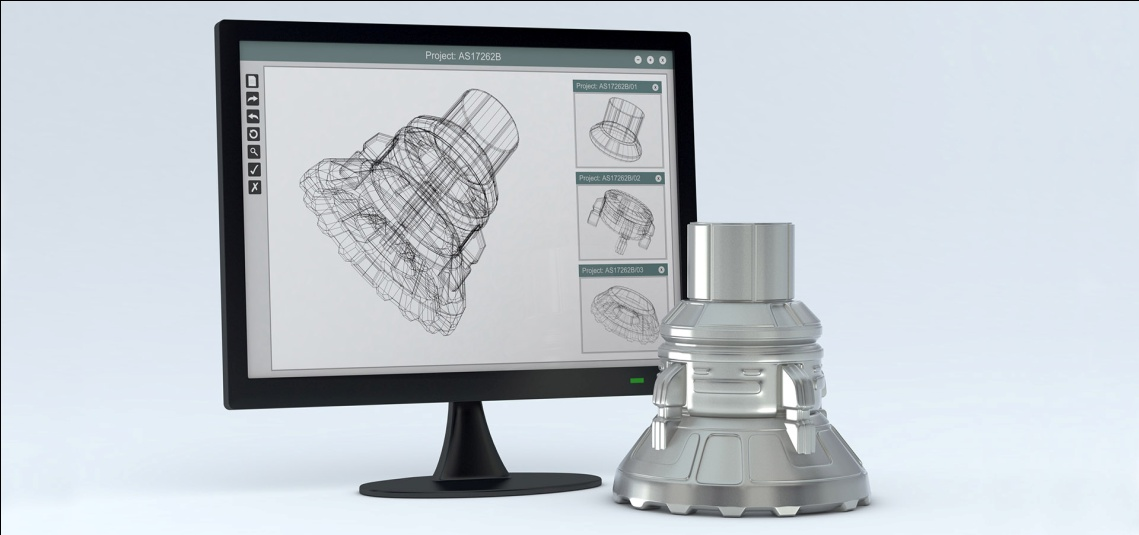 Project: AS17262B
Project: AS17262B/01
Project: AS17262B/02
Project: AS17262B/03